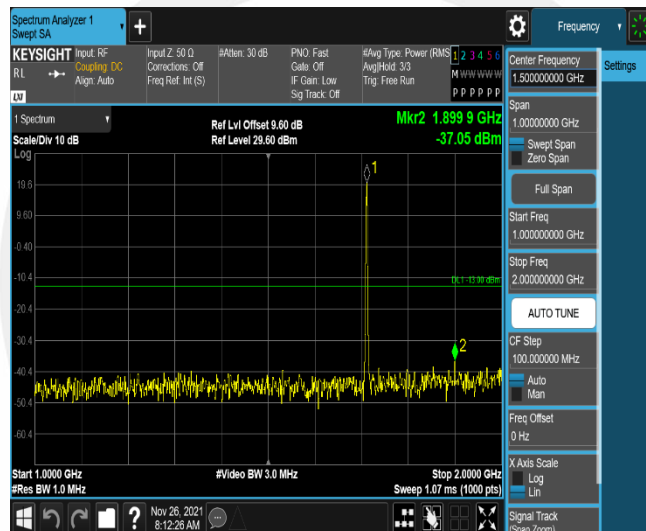 Spectrum Analyzer 1
Swept SA
Frequency
KEYSIGHT
RL
LXI
Input: RF
Coupling: DC
Align: Auto
Input Z: 50 Ω
Corrections: Off
Freq Ref: Int (S)
#Atten: 30 dB
PNO: Fast
Gate: Off
IF Gain: Low
Sig Track: Off
#Avg Type: Power (RMS
Avg|Hold: 3/3
Trig: Free Run
1 2 3 4 5 6
M W W W W W
P P P P P P
Center Frequency
1.500000000 GHz
Settings
Span
1.00000000 GHz
Swept Span
Zero Span
Full Span
Start Freq
1.000000000 GHz
Stop Freq
2.000000000 GHz
AUTO TUNE
CF Step
100.000000 MHz
Auto
Man
Freq Offset
0 Hz
X Axis Scale
Log
Lin
Signal Track
(Span Zoom)
1 Spectrum
Scale/Div 10 dB
Log
Ref Lvl Offset 9.60 dB
Ref Level 29.60 dBm
Mkr2 1.899 9 GHz
-37.05 dBm
1
19.6
9.60
-0.40
-10.4
DL1 -13.00 dBm
-20.4
-30.4
2
-40.4
-50.4
-60.4
Start 1.0000 GHz
#Res BW 1.0 MHz
#Video BW 3.0 MHz
Stop 2.0000 GHz
Sweep 1.07 ms (1000 pts)
?
Nov 26, 2021
8:12:26 AM